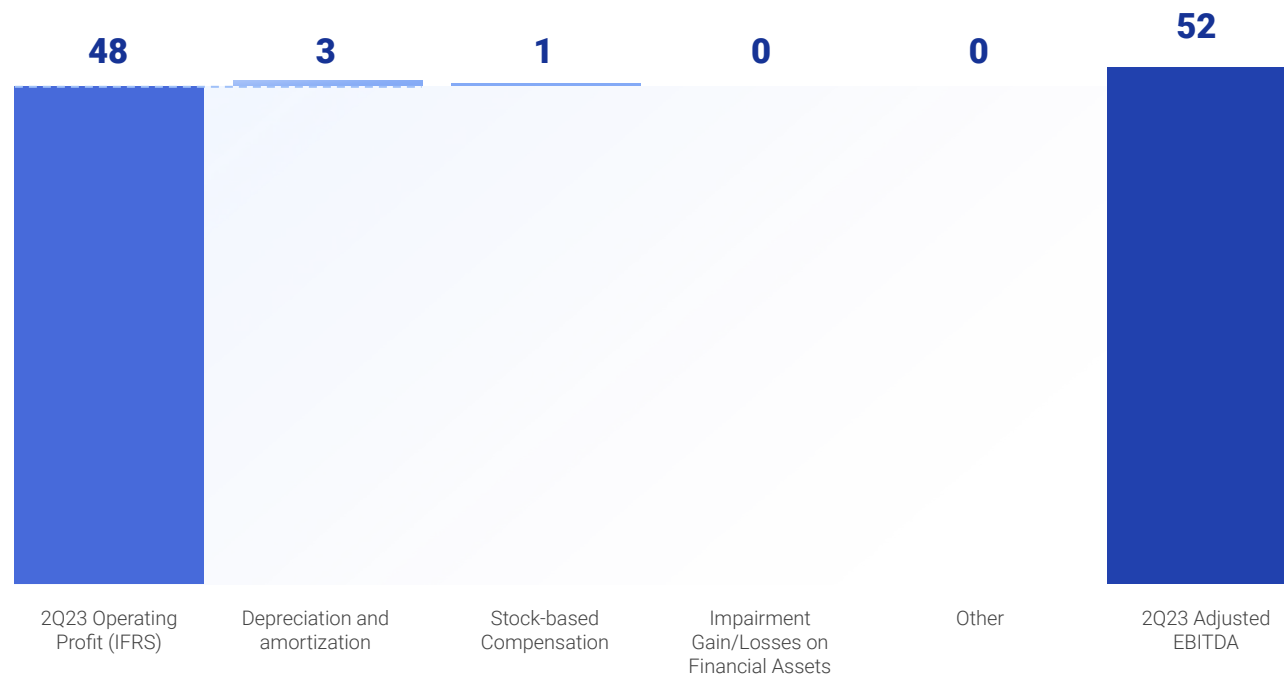 48
3
1
0
0
52
2Q23 Operating
Profit (IFRS)
Depreciation and
amortization
Stock-based
Compensation
Impairment
Gain/Losses on
Financial Assets
Other
2Q23 Adjusted
EBITDA